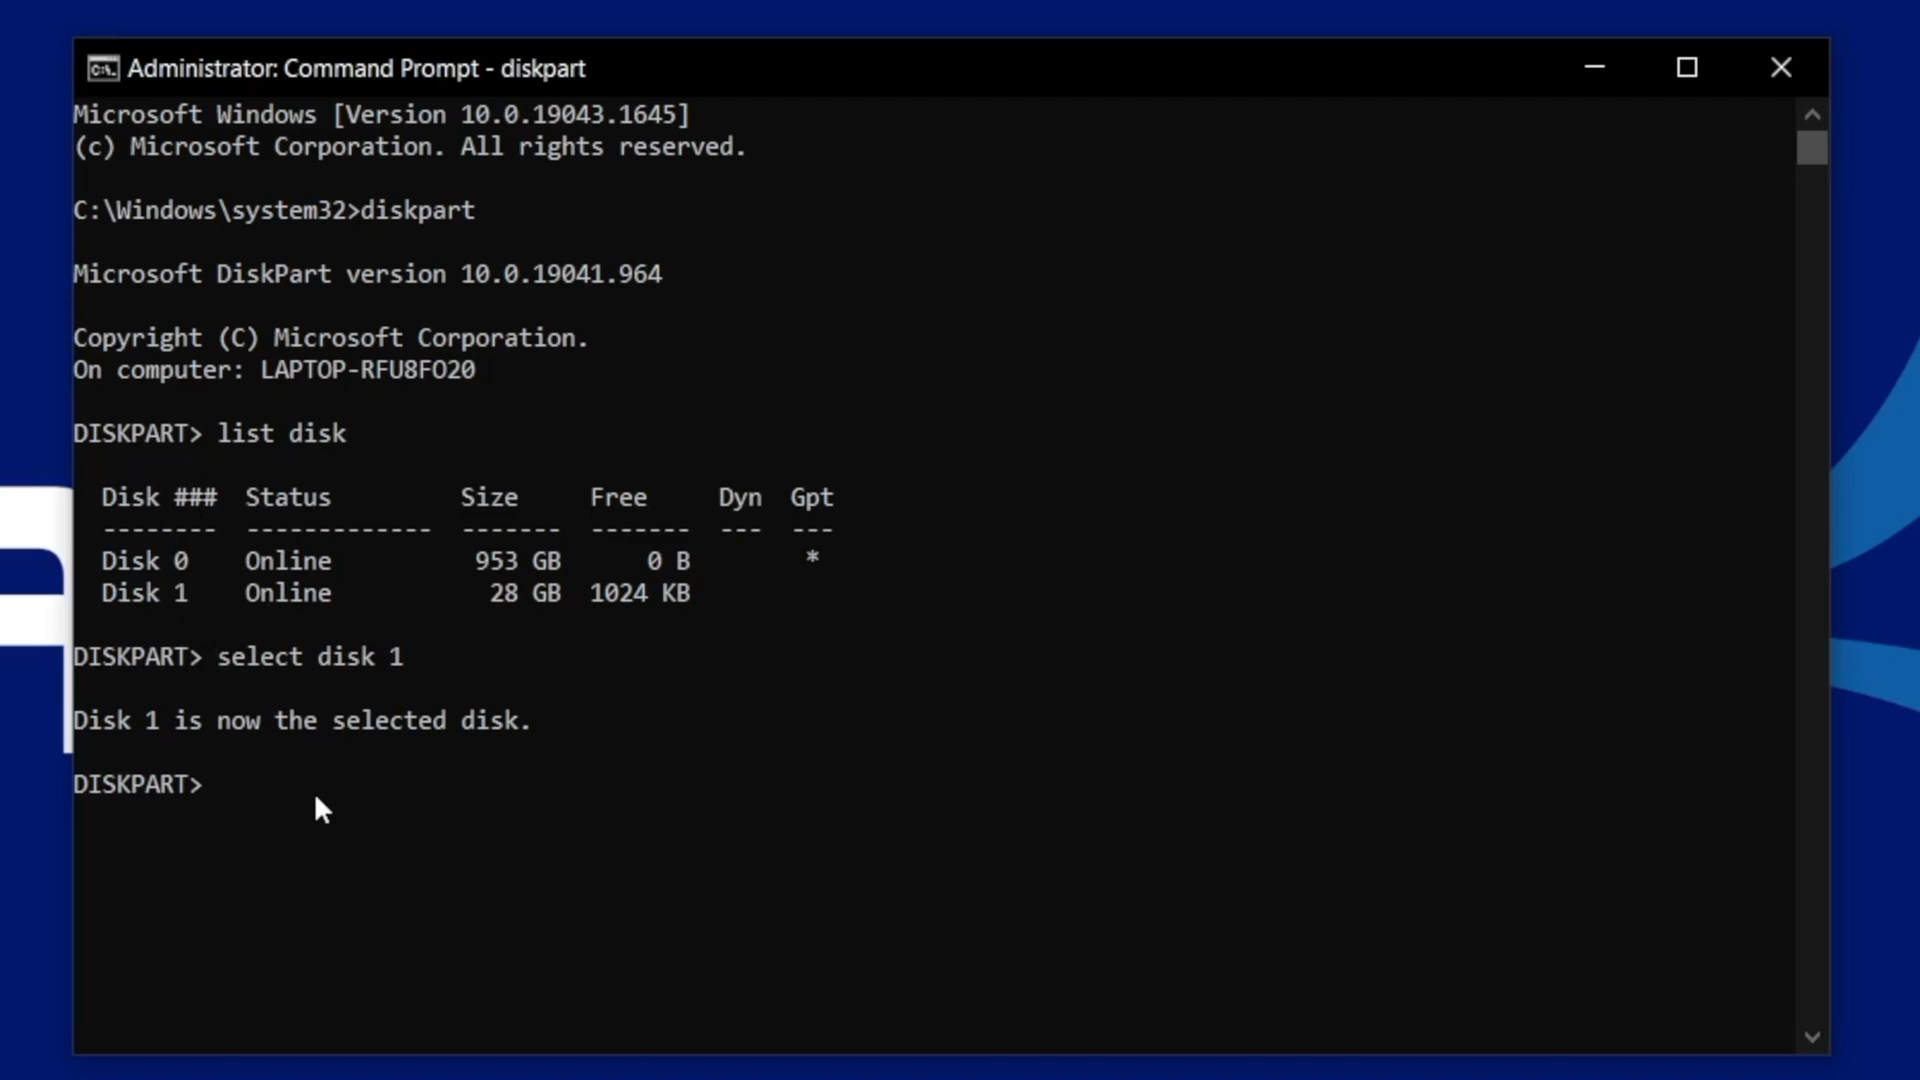 Administrator: Command Prompt - diskpart
Microsoft Windows [Version 10.0.19043.1645]
(c) Microsoft Corporation. All rights reserved.
C:\Windows\system32>diskpart
Microsoft DiskPart version 10.0.19041.964
Copyright (C) Microsoft Corporation.
On computer: LAPTOP-RFU8FO20
DISKPART> list disk
  Disk ###  Status         Size     Free     Dyn  Gpt
  --------  -------------  -------  -------  ---  ---
  Disk 0    Online          953 GB      0 B        *
  Disk 1    Online           28 GB  1024 KB
DISKPART> select disk 1
Disk 1 is now the selected disk.
DISKPART>